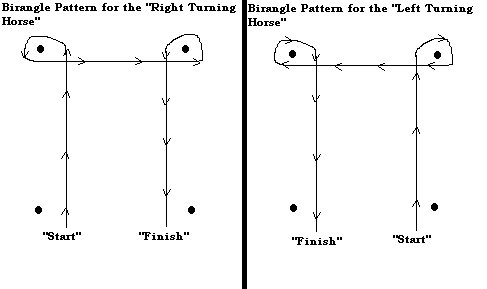 Birangle Pattern for the "Right Turning
Horse"
"Start"
"Finish"
Birangle Pattern for the "Left Turning
Horse"
"Finish"
"Start"